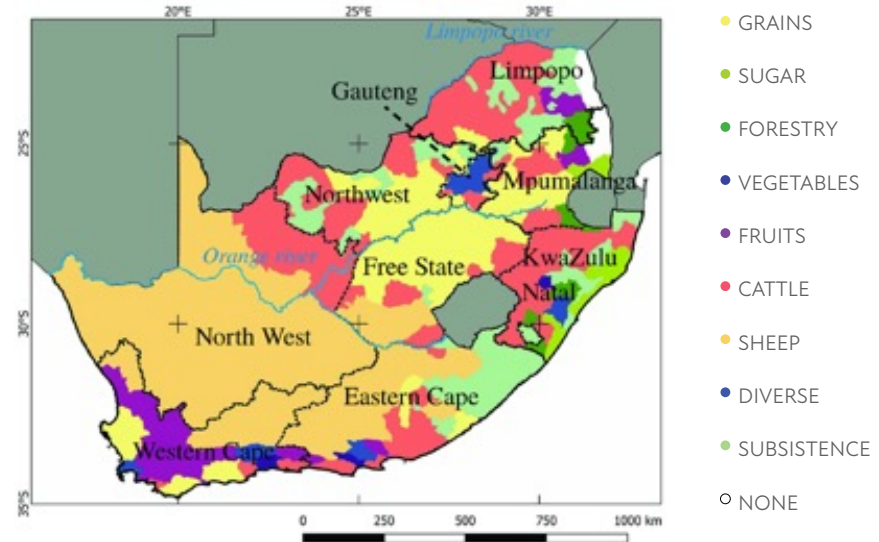 20°E 25°E 30°E
Limpopo river
Limpopo
Gauteng
25°S
Northwest
Mpumalanga
Orange river
Free State
KwaZulu
Natal
30°S
North West
Eastern Cape
Western Cape
35°S
0 250 500 750 1000 km
GRAINS
SUGAR
FORESTRY
VEGETABLES
FRUITS
CATTLE
SHEEP
DIVERSE
SUBSISTENCE
NONE